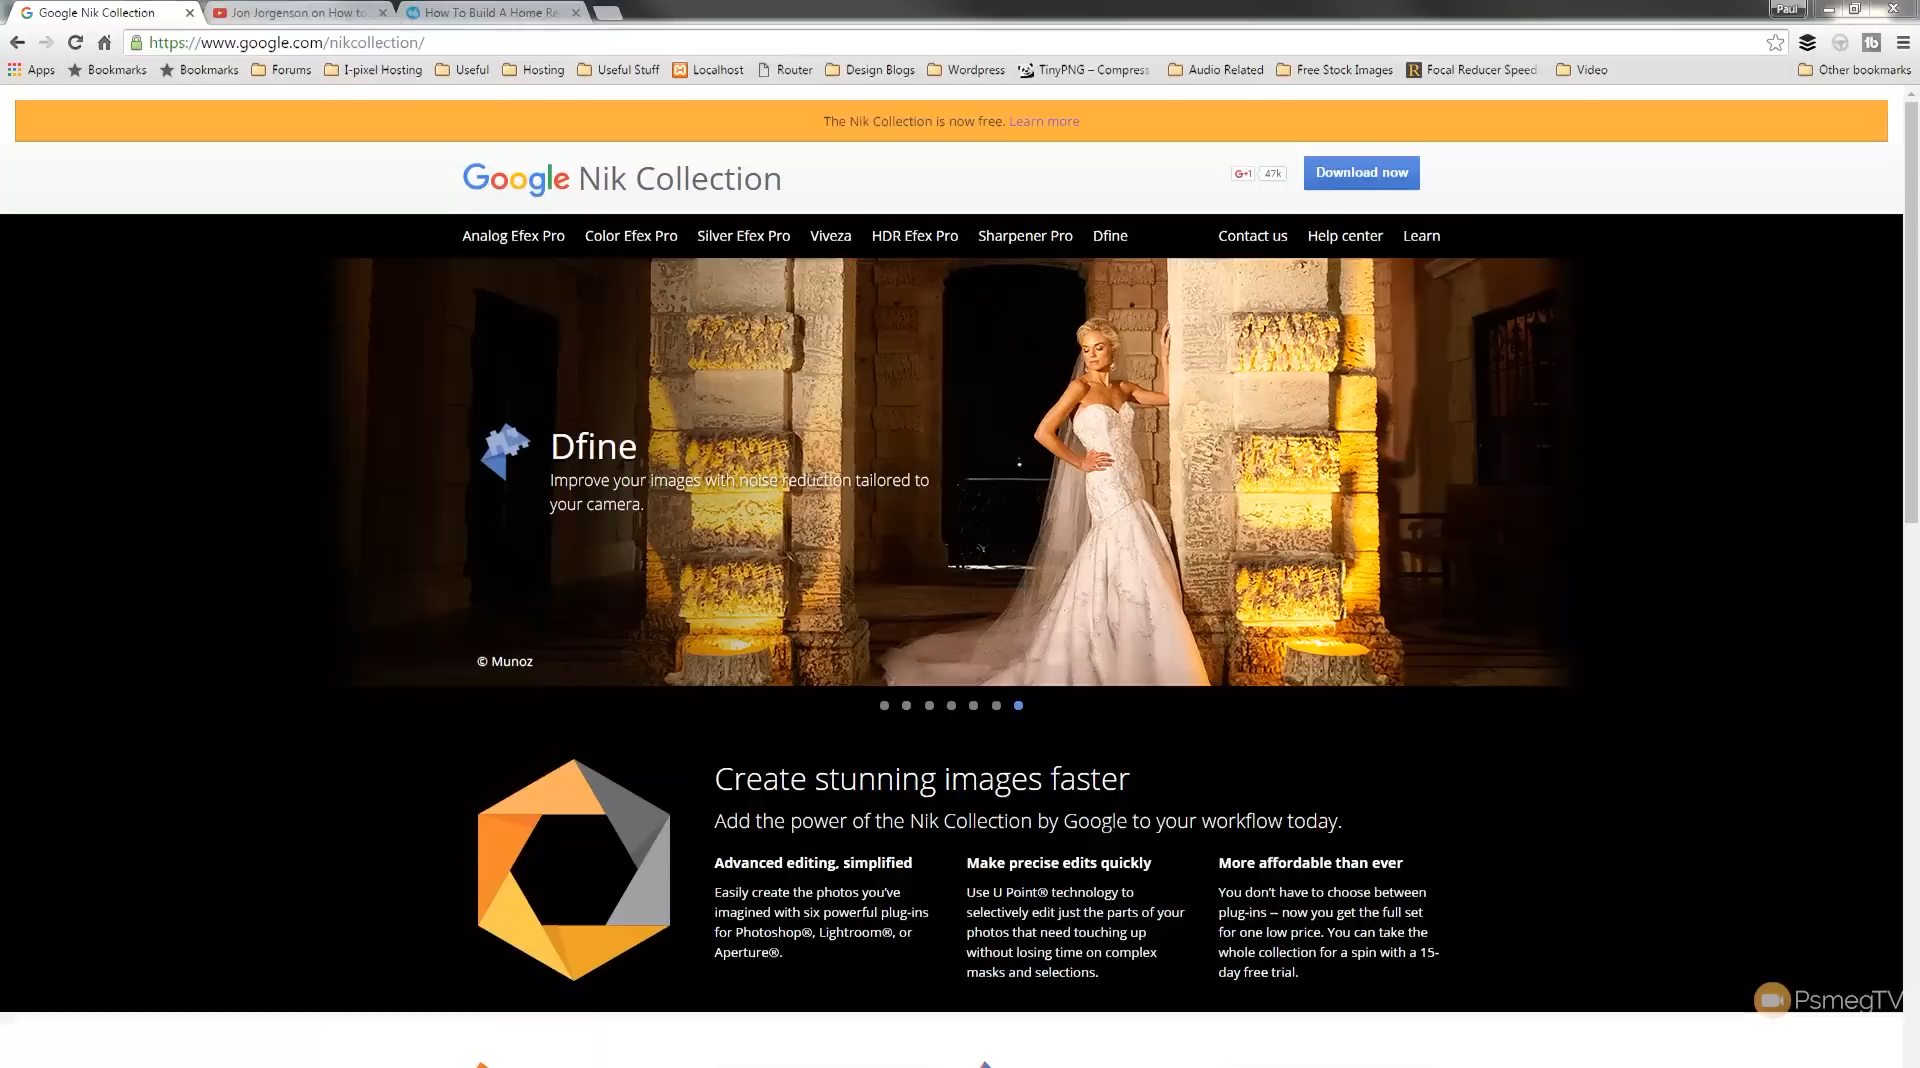 Google Nik Collection
Jon Jorgenson on How to
How To Build A Home Re
Paul
https://www.google.com/nikcollection/
Apps
Bookmarks
Bookmarks
Forums
I-pixel Hosting
Useful
Hosting
Useful Stuff
Localhost
Router
Design Blogs
Wordpress
TinyPNG – Compress
Audio Related
Free Stock Images
Focal Reducer Speed
Video
Other bookmarks
The Nik Collection is now free. Learn more
Google Nik Collection
G+1 47k
Download now
Analog Efex Pro Color Efex Pro Silver Efex Pro Viveza HDR Efex Pro Sharpener Pro Dfine Contact us Help center Learn
Dfine
Improve your images with noise reduction tailored to
your camera.
© Munoz
Create stunning images faster
Add the power of the Nik Collection by Google to your workflow today.
Advanced editing, simplified
Easily create the photos you’ve
imagined with six powerful plug-ins
for Photoshop®, Lightroom®, or
Aperture®.
Make precise edits quickly
Use U Point® technology to
selectively edit just the parts of your
photos that need touching up
without losing time on complex
masks and selections.
More affordable than ever
You don’t have to choose between
plug-ins -- now you get the full set
for one low price. You can take the
whole collection for a spin with a 15-
day free trial.
PsmegTV